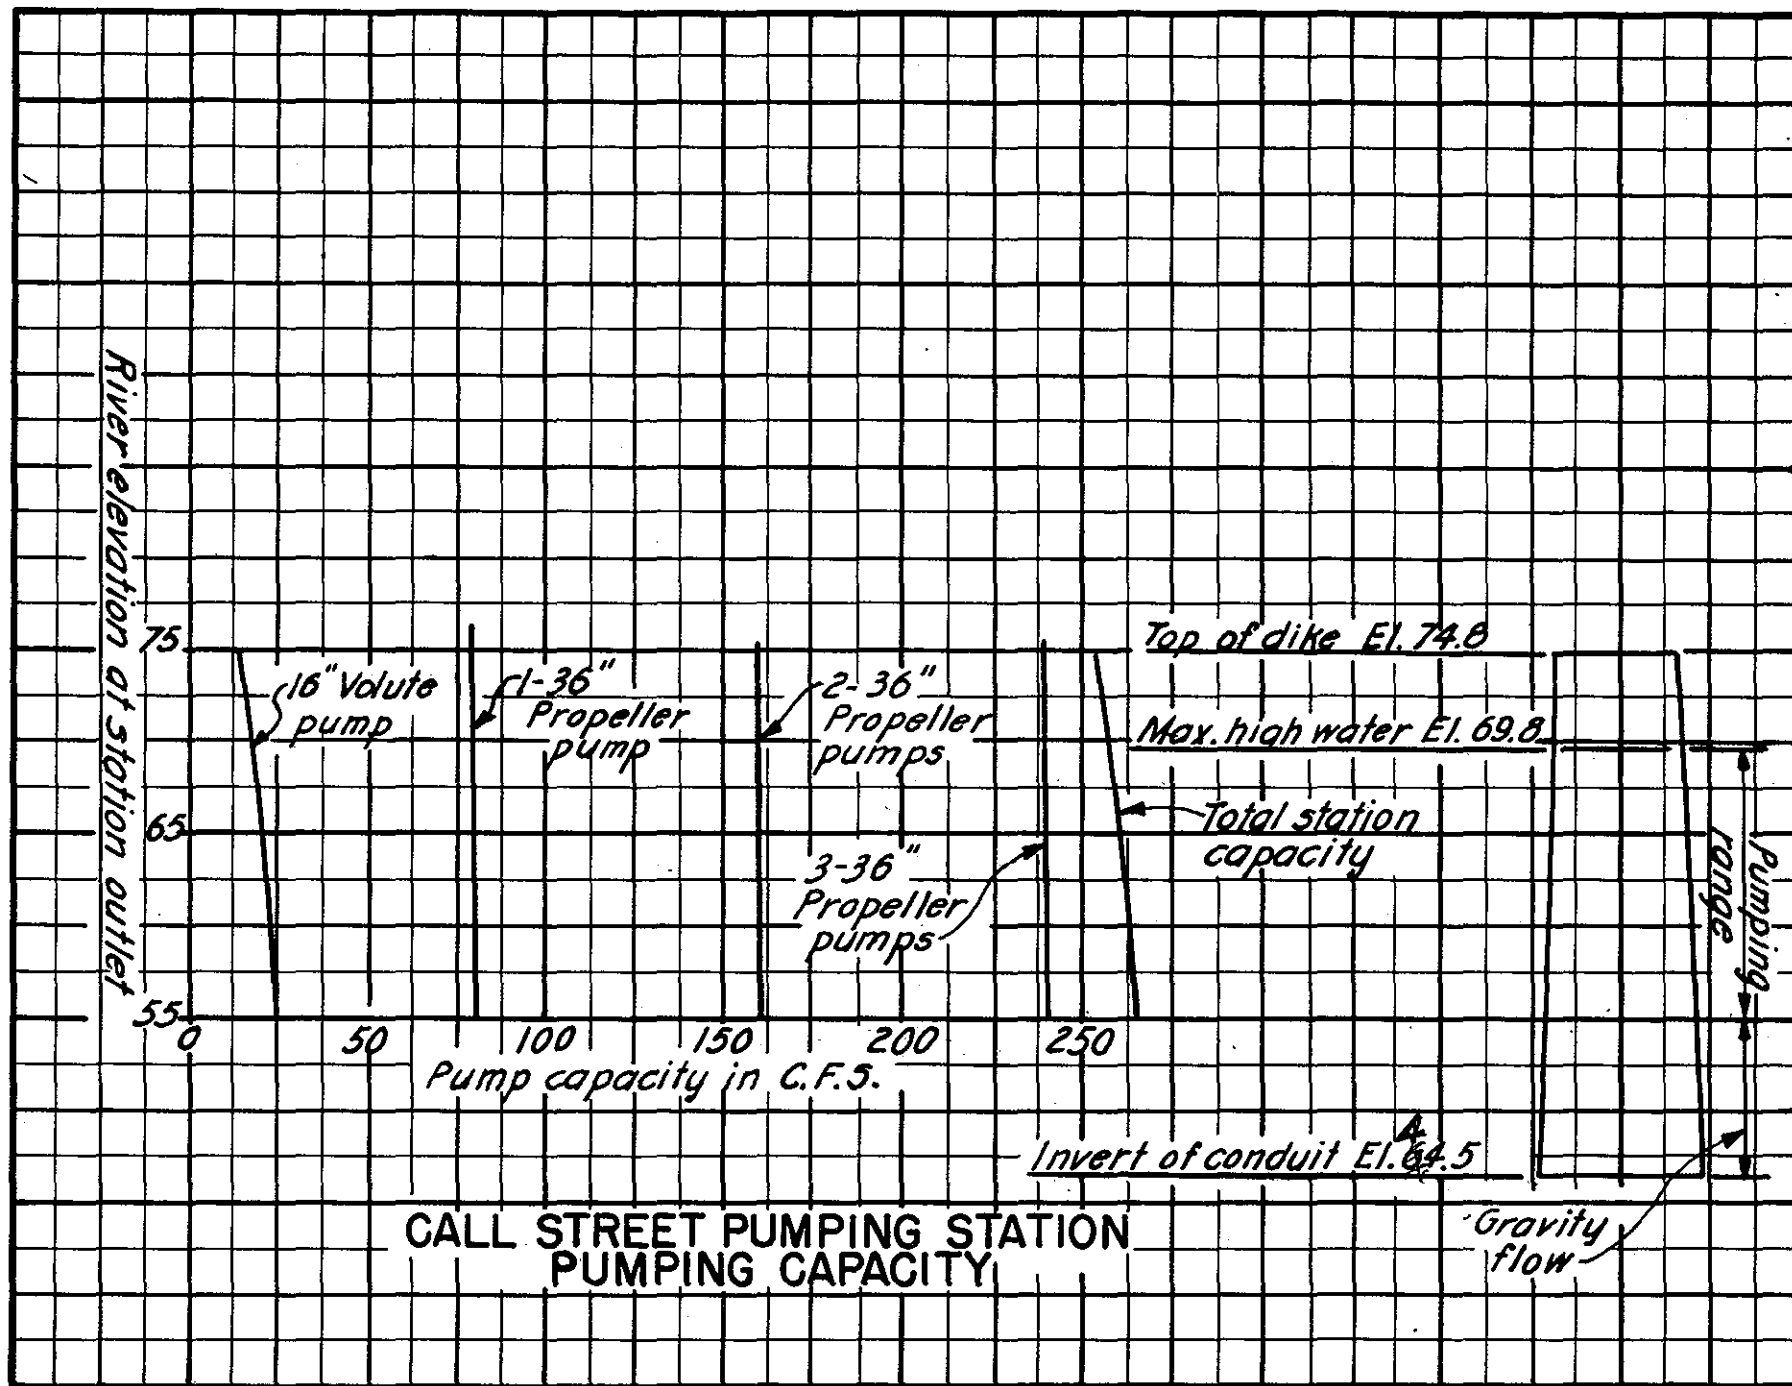 River elevation at station outlet
75
65
55
0 50 100 150 200 250
Pump capacity in C.F.S.
16" Volute
pump
1-36"
Propeller
pump
2-36"
Propeller
pumps
3-36"
Propeller
pumps
Total station
capacity
Top of dike El. 74.8
Max. high water El. 69.8
Pumping
range
Invert of conduit El. 64.5
4
Gravity
flow
CALL STREET PUMPING STATION
PUMPING CAPACITY